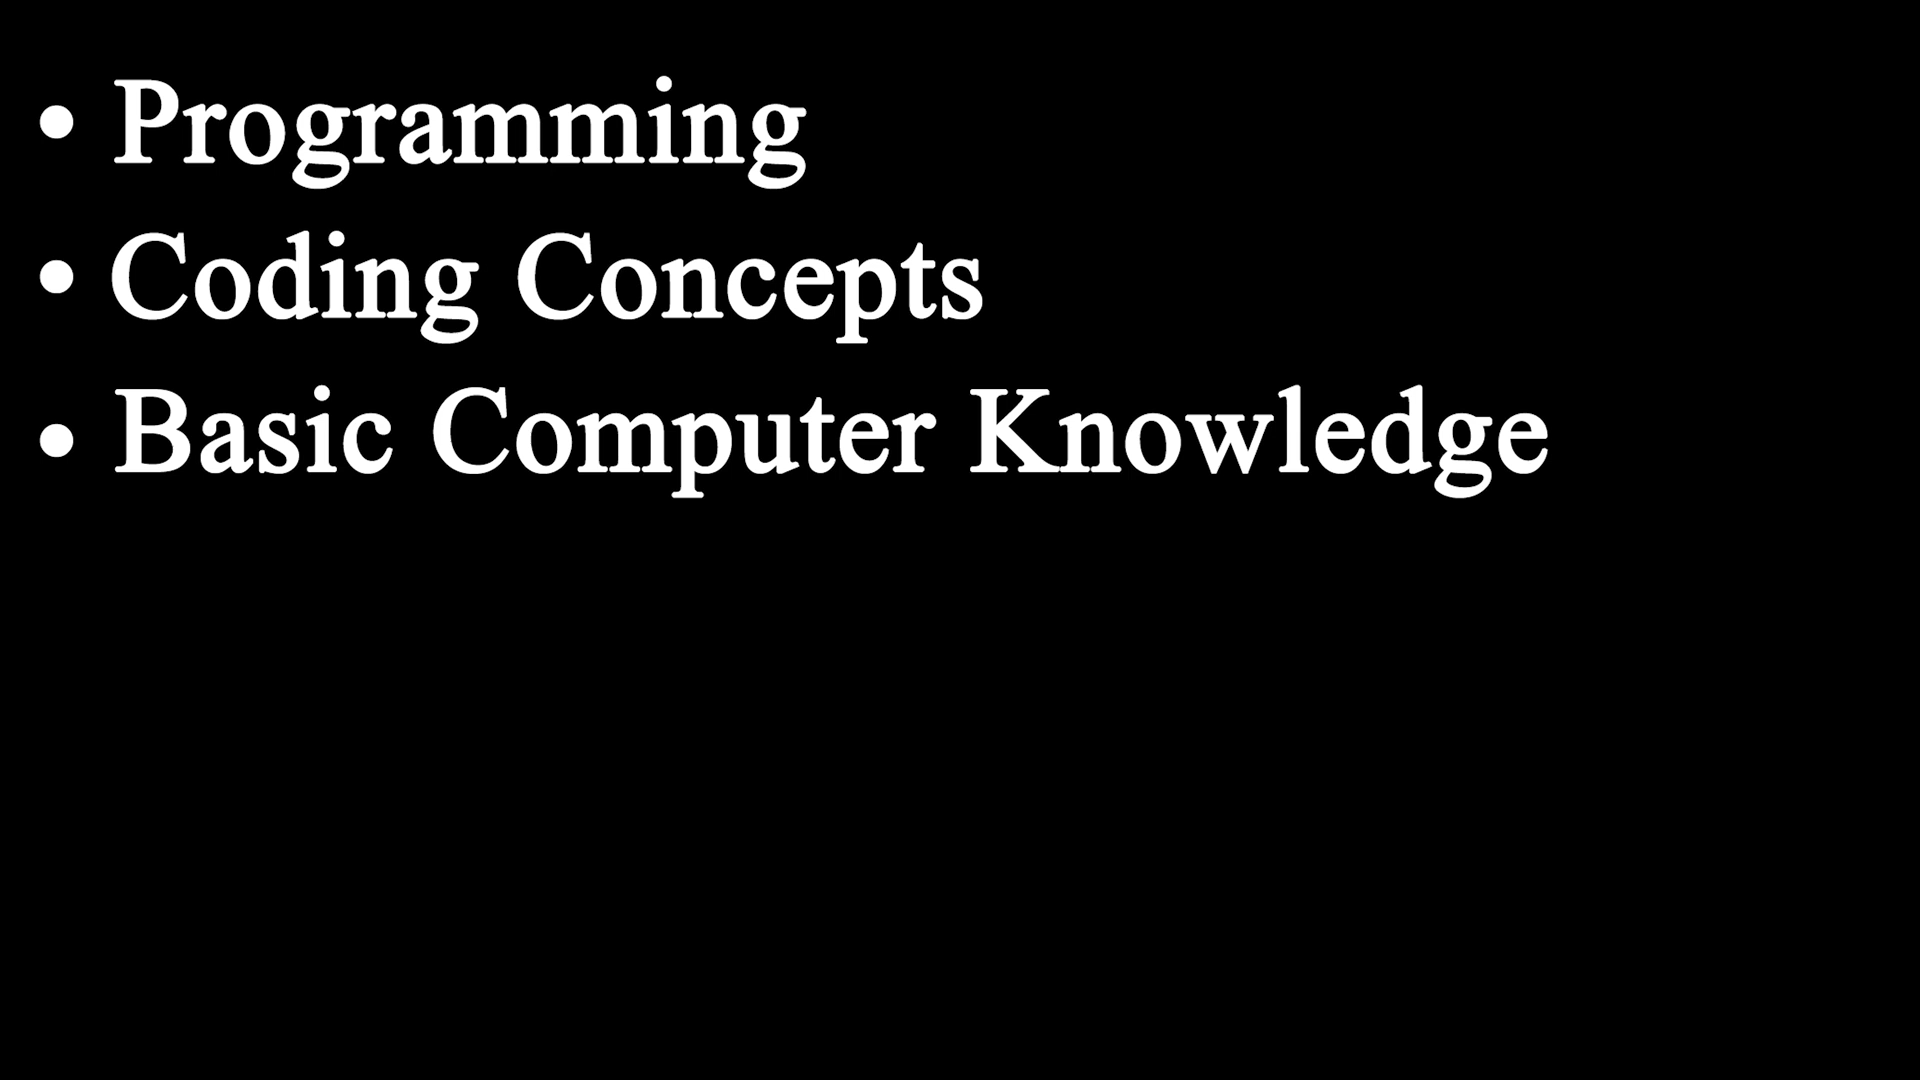 • Programming
• Coding Concepts
• Basic Computer Knowledge